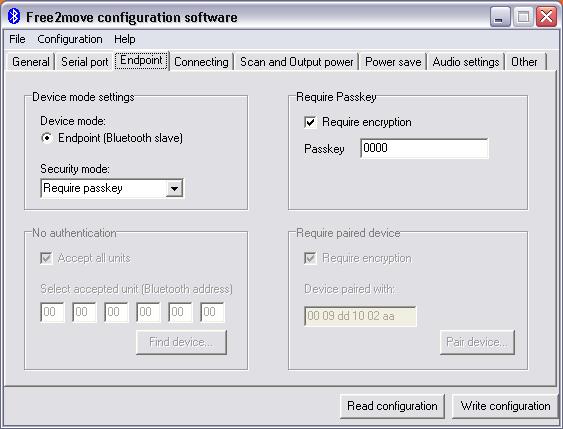 Free2move configuration software
File Configuration Help
General Serial port Endpoint Connecting Scan and Output power Power save Audio settings Other
Device mode settings
Device mode:
Endpoint (Bluetooth slave)
Security mode:
Require passkey
Require Passkey
Require encryption
Passkey 0000
No authentication
Accept all units
Select accepted unit (Bluetooth address)
00 00 00 00 00 00
Find device...
Require paired device
Require encryption
Device paired with:
00 09 dd 10 02 aa
Pair device...
Read configuration Write configuration